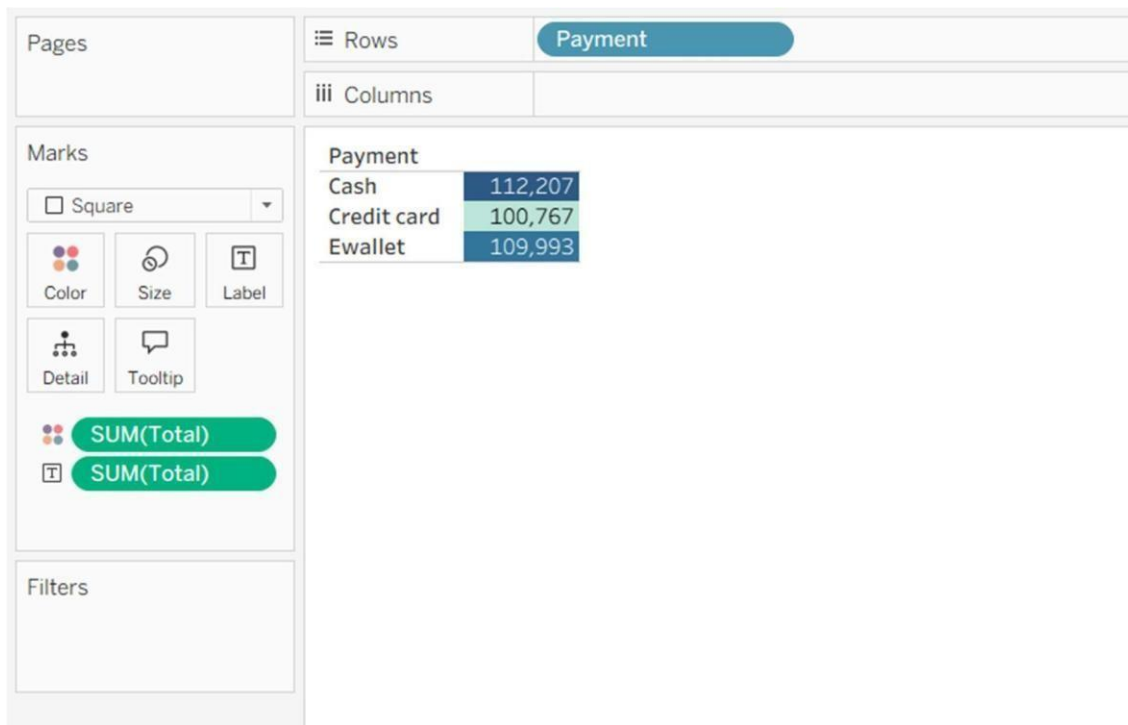 Pages
Rows
Payment
Columns
Marks
Square
Color
Size
T
Label
Detail
Tooltip
SUM(Total)
T
SUM(Total)
Filters
Payment
Cash 112,207
Credit card 100,767
Ewallet 109,993